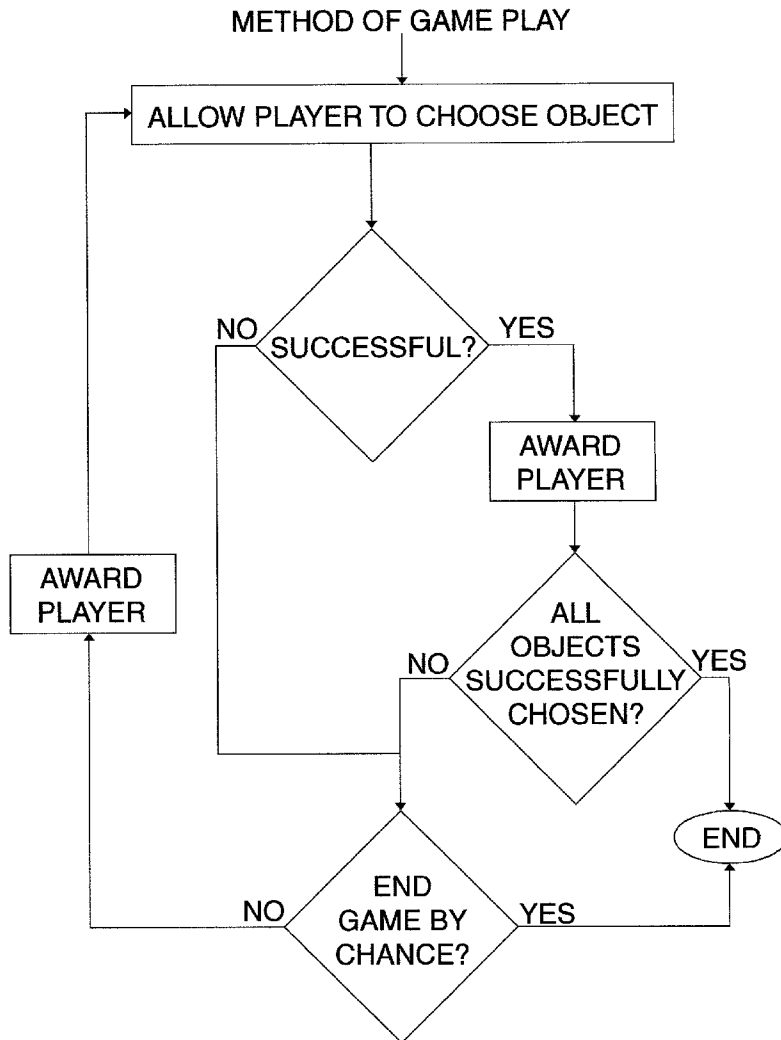 METHOD OF GAME PLAY
ALLOW PLAYER TO CHOOSE OBJECT
NO
YES
SUCCESSFUL?
AWARD
PLAYER
AWARD
PLAYER
ALL
OBJECTS
SUCCESSFULLY
CHOSEN?
NO
YES
END
NO
YES
END
GAME BY
CHANCE?